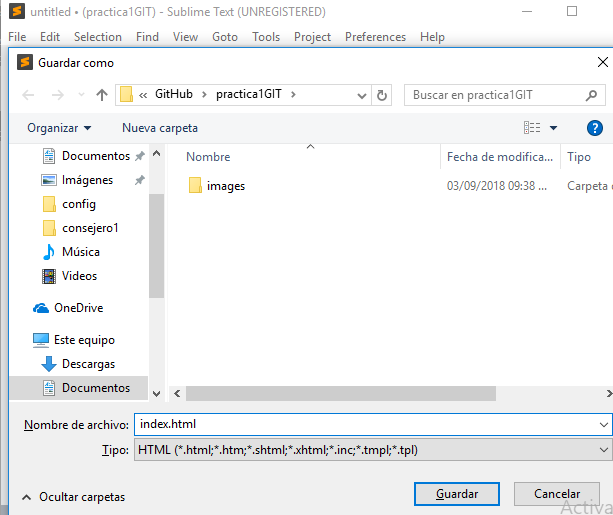 untitled • (practica1GIT) - Sublime Text (UNREGISTERED)
File Edit Selection Find View Goto Tools Project Preferences Help
Guardar como
« GitHub › practica1GIT ›
Buscar en practica1GIT
Organizar
Nueva carpeta
?
Nombre
Fecha de modifica...
Tipo
Documentos
Imágenes
config
consejero1
Música
Videos
OneDrive
Este equipo
Descargas
Documentos
images
03/09/2018 09:38 ...
Carpeta
Nombre de archivo: index.html
Tipo: HTML (*.html;*.htm;*.shtml;*.xhtml;*.inc;*.tmpl;*.tpl)
Ocultar carpetas
Guardar
Cancelar
Activa